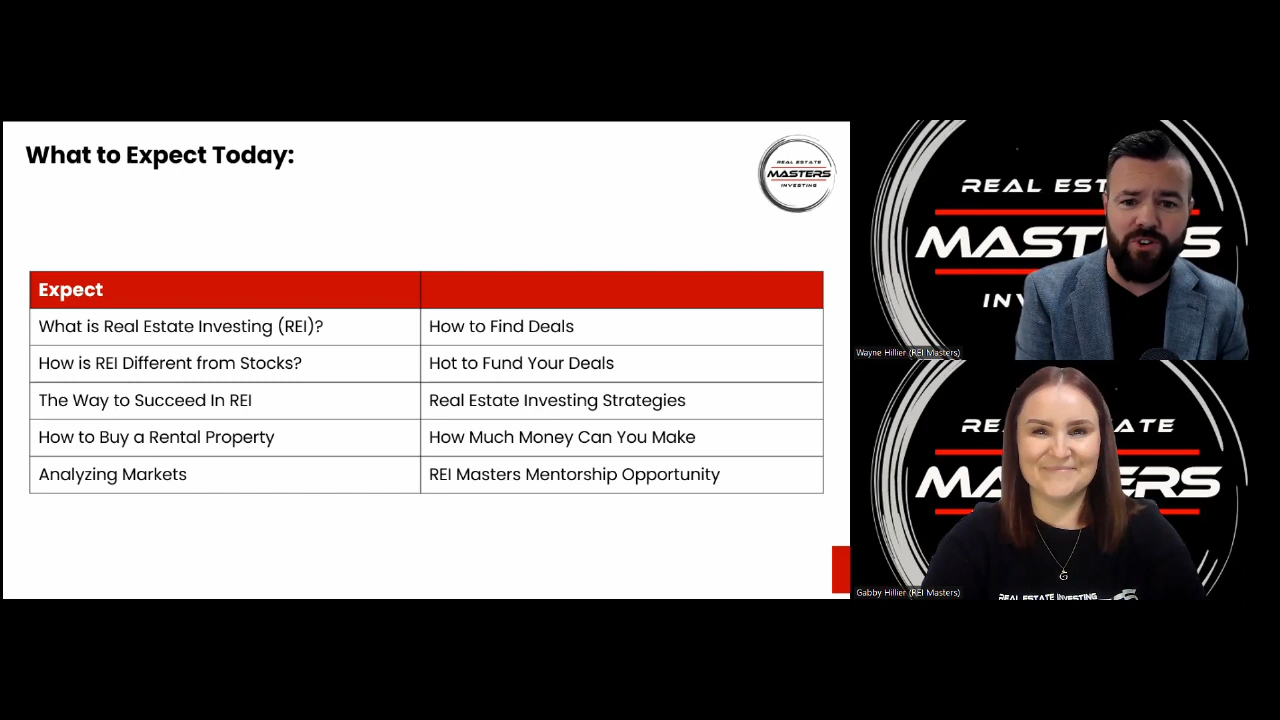 What to Expect Today:
REAL ESTATE
MASTERS
INVESTING
Expect
What is Real Estate Investing (REI)?
How to Find Deals
How is REI Different from Stocks?
Hot to Fund Your Deals
The Way to Succeed In REI
Real Estate Investing Strategies
How to Buy a Rental Property
How Much Money Can You Make
Analyzing Markets
REI Masters Mentorship Opportunity
REAL EST
MAST RS
INV
Wayne Hillier (REI Masters)
RE ATE
MA ERS
REAL ESTATE INVESTING
Gabby Hillier (REI Masters)